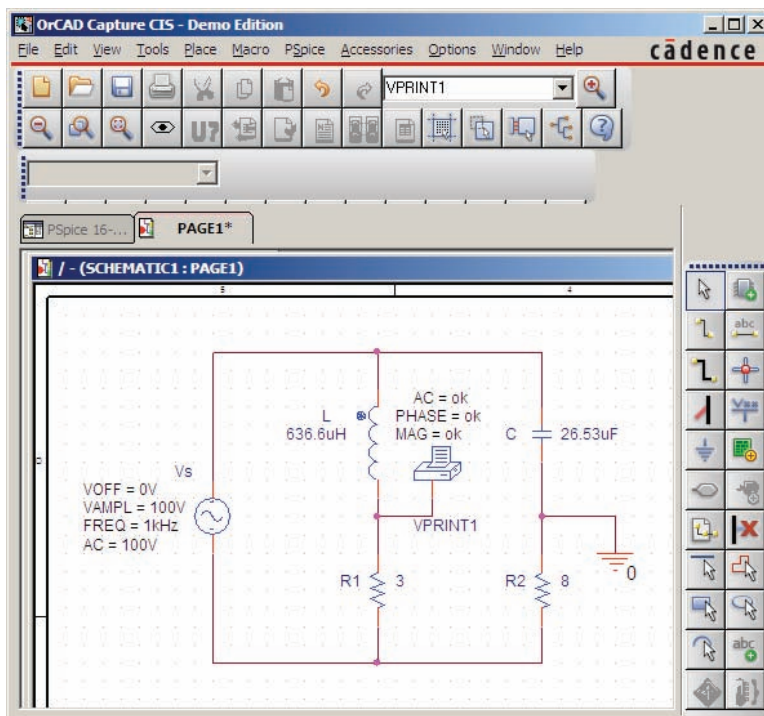 OrCAD Capture CIS - Demo Edition
File Edit View Tools Place Macro PSpice Accessories Options Window Help cādence
VPRINT1
U?
PSpice 16-... PAGE1*
/ - (SCHEMATIC1 : PAGE1)
5 4
AC = ok
L PHASE = ok
636.6uH MAG = ok C 26.53uF
Vs
VOFF = 0V
VAMPL = 100V
FREQ = 1kHz
AC = 100V
VPRINT1
0
R1 3 R2 8
abc
abc